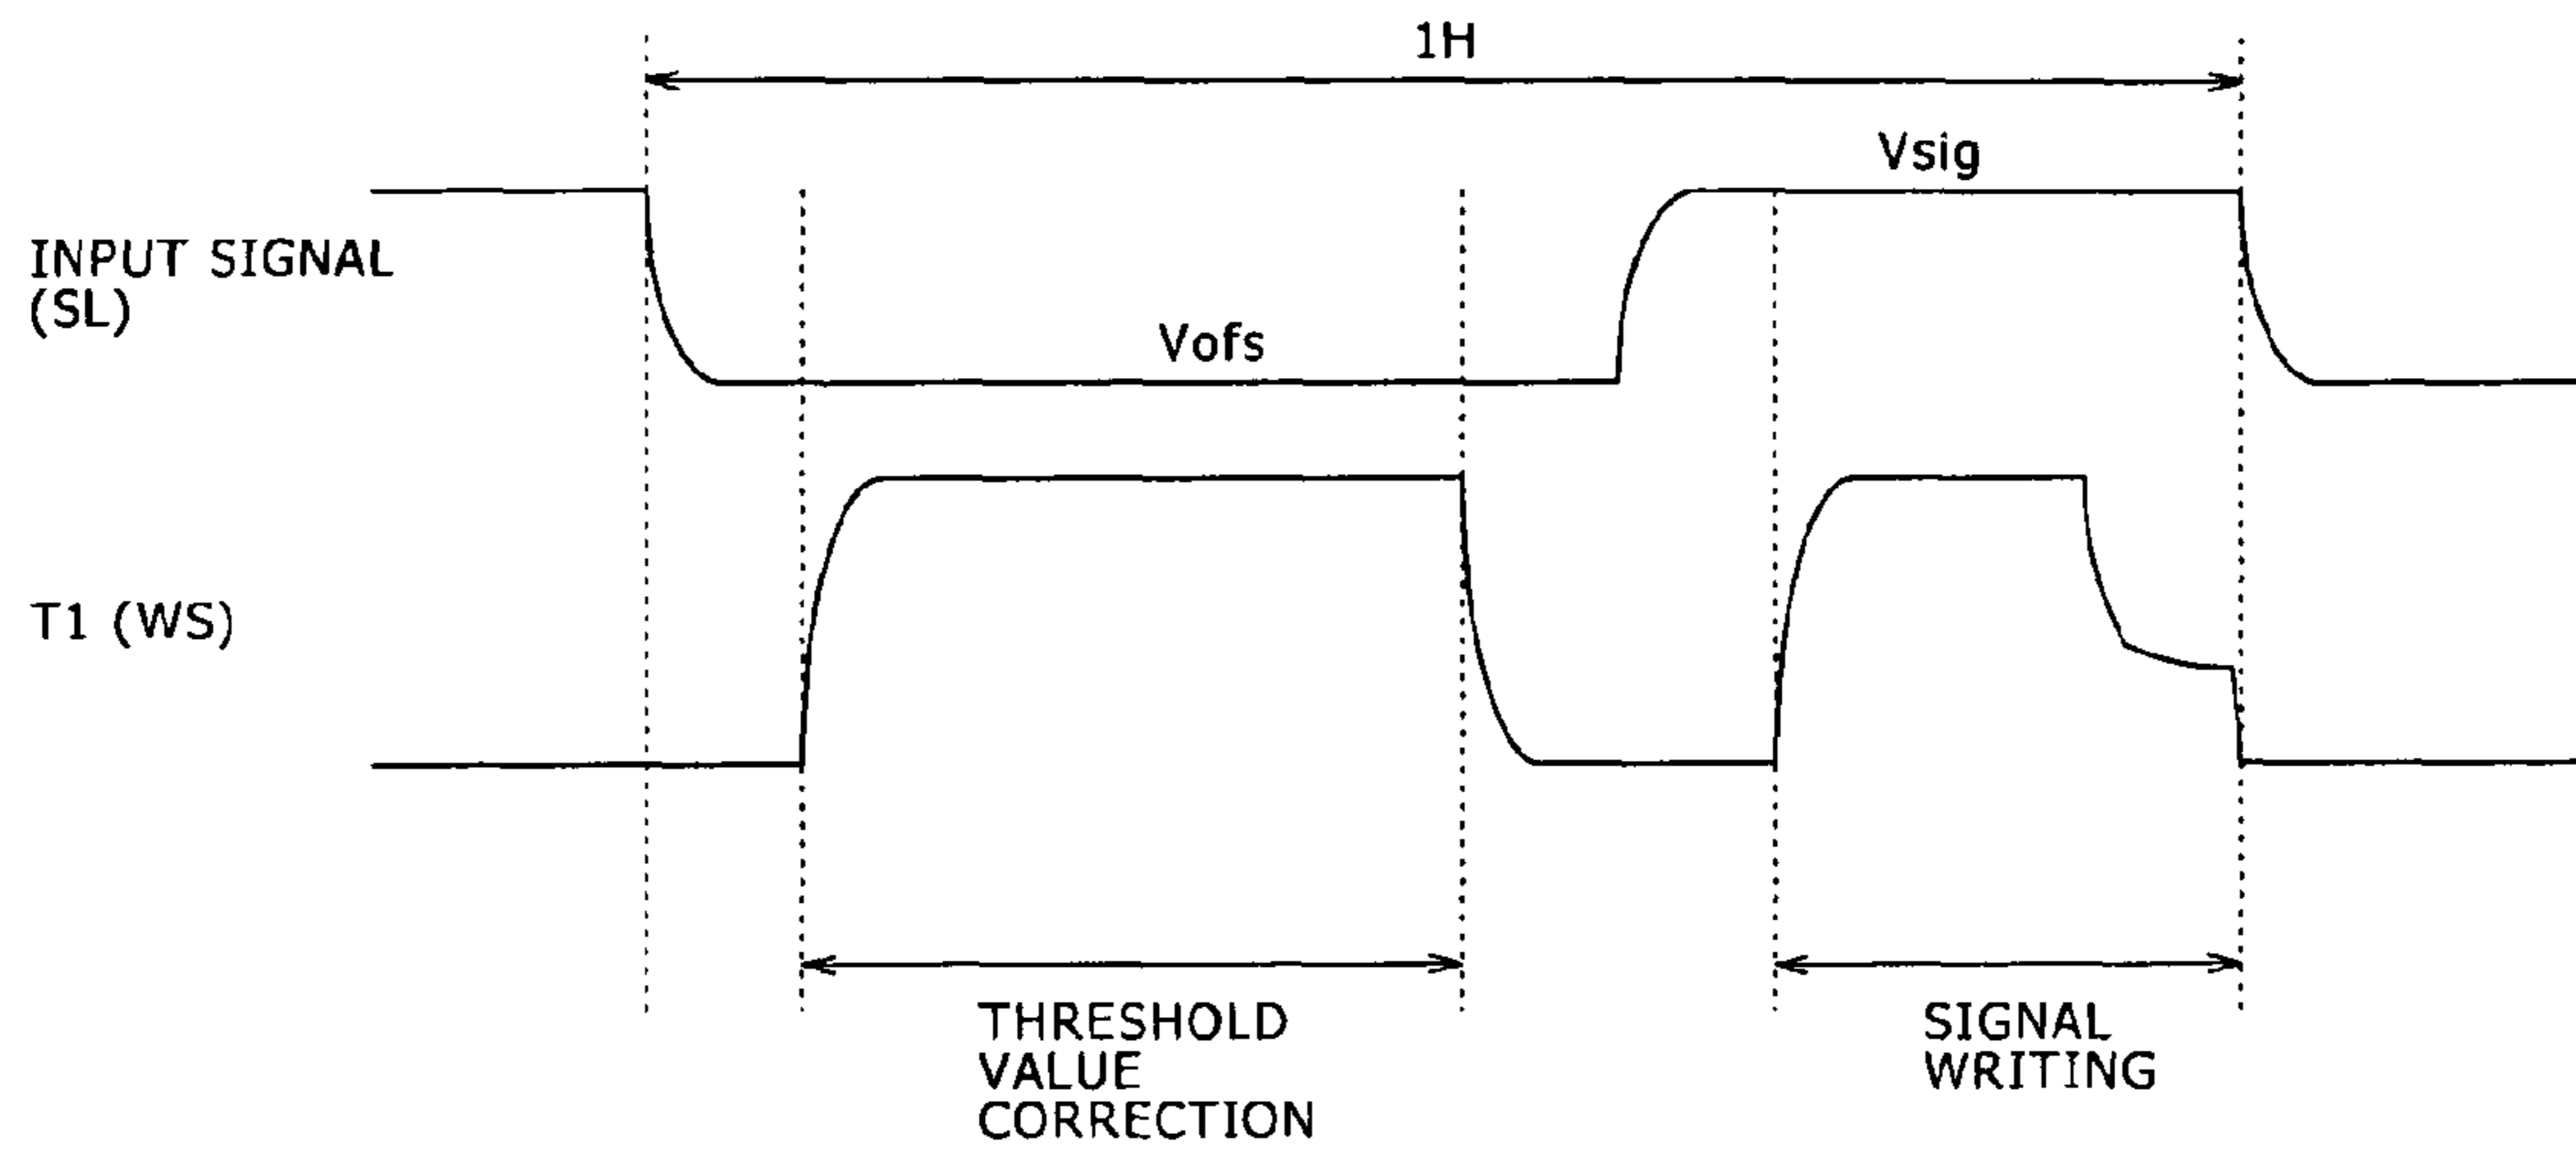 1H
Vsig
INPUT SIGNAL
(SL)
Vofs
T1 (WS)
THRESHOLD
VALUE
CORRECTION
SIGNAL
WRITING